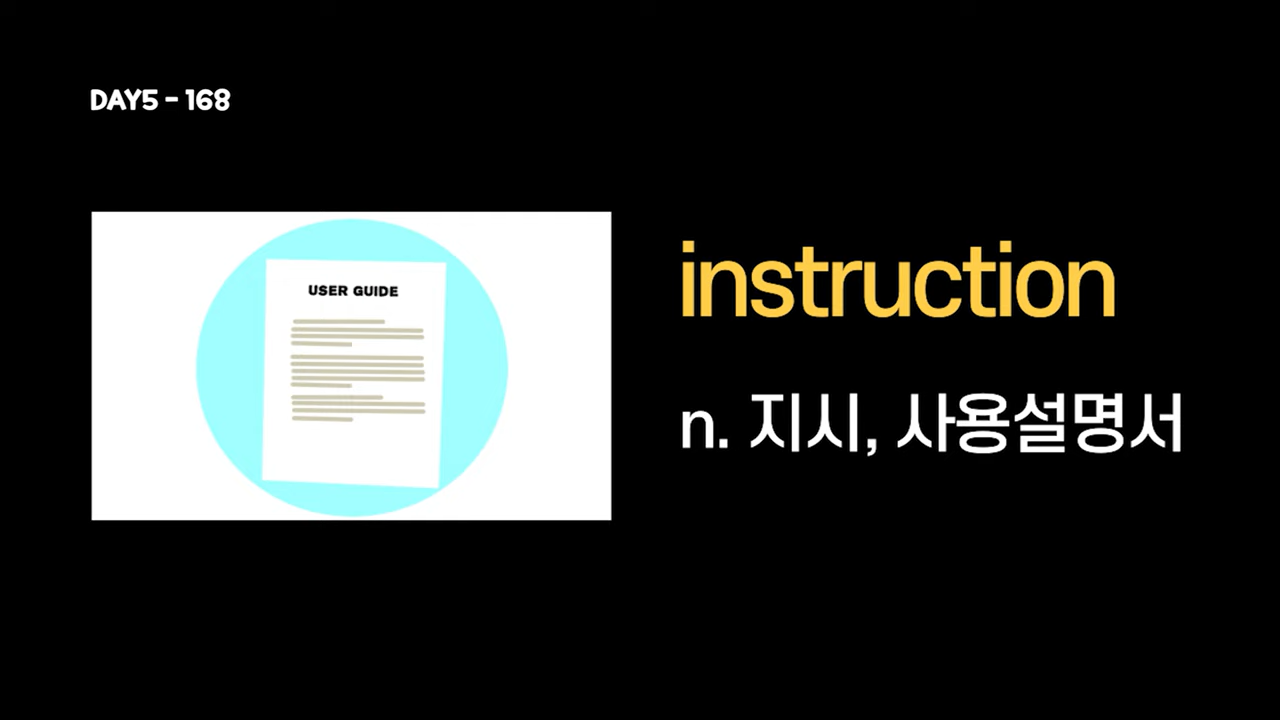 DAY5 - 168
USER GUIDE
instruction
n. 지시, 사용설명서